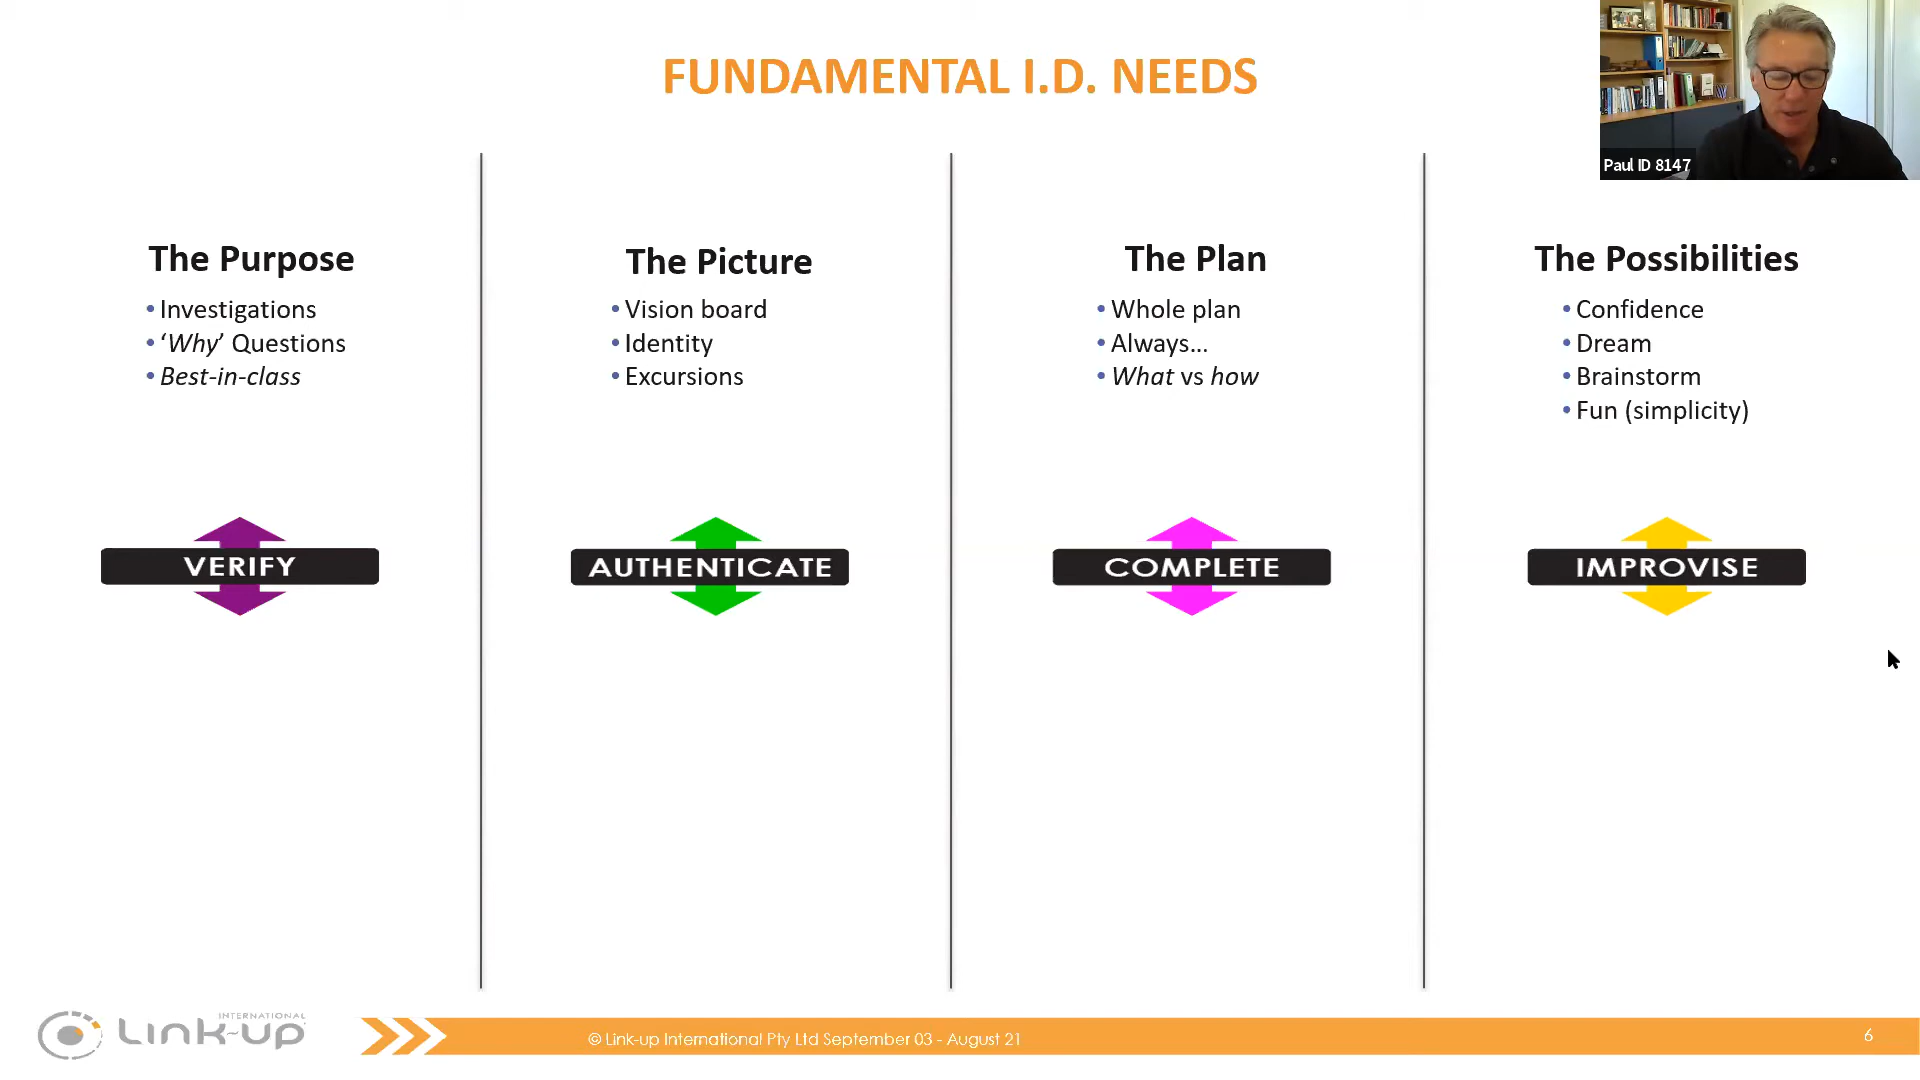 FUNDAMENTAL I.D. NEEDS
Paul ID 8147
The Purpose
• Investigations
• ‘Why’ Questions
• Best-in-class
VERIFY
The Picture
• Vision board
• Identity
• Excursions
AUTHENTICATE
The Plan
• Whole plan
• Always...
• What vs how
COMPLETE
The Possibilities
• Confidence
• Dream
• Brainstorm
• Fun (simplicity)
IMPROVISE
INTERNATIONAL
Link-up
© Link-up International Pty Ltd September 03 - August 21
6